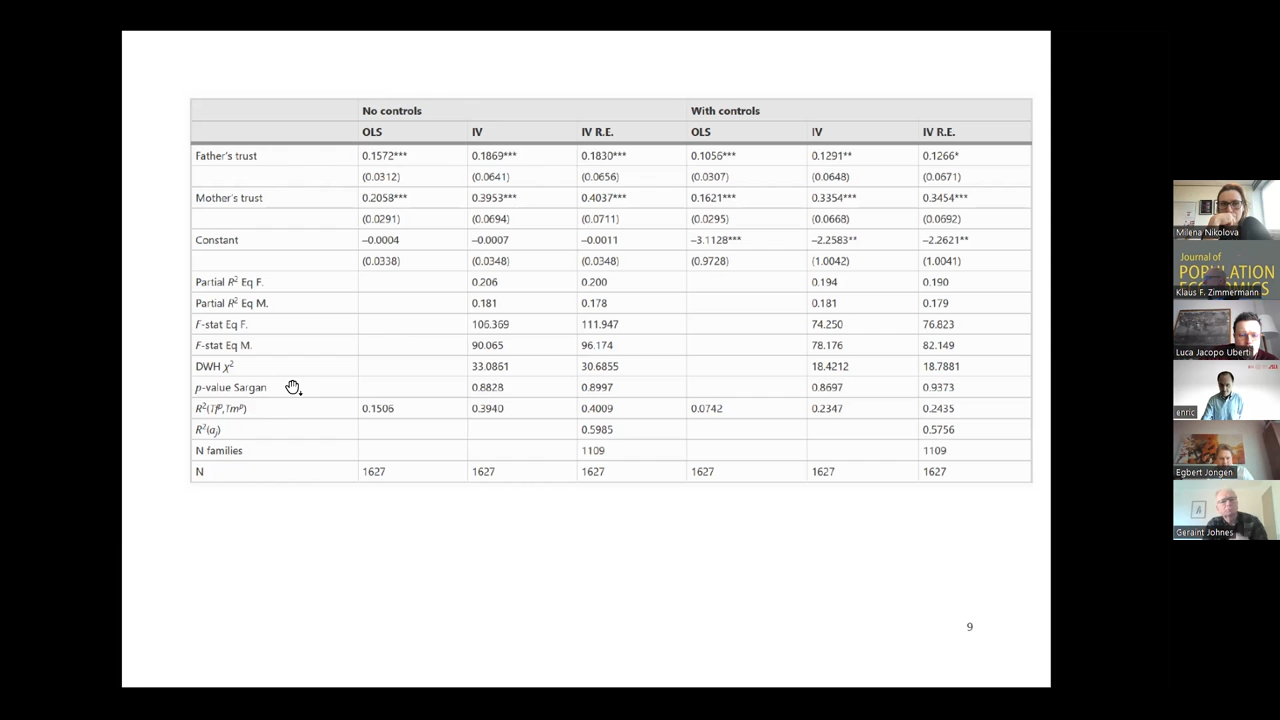 No controls With controls
OLS IV IV R.E. OLS IV IV R.E.
Father's trust 0.1572*** 0.1869*** 0.1830*** 0.1056*** 0.1291** 0.1266*
(0.0312) (0.0641) (0.0656) (0.0307) (0.0648) (0.0671)
Mother's trust 0.2058*** 0.3953*** 0.4037*** 0.1621*** 0.3354*** 0.3454***
(0.0291) (0.0694) (0.0711) (0.0295) (0.0668) (0.0692)
Constant –0.0004 –0.0007 –0.0011 –3.1128*** –2.2583** –2.2621**
(0.0338) (0.0348) (0.0348) (0.9728) (1.0042) (1.0041)
Partial R² Eq F. 0.206 0.200 0.194 0.190
Partial R² Eq M. 0.181 0.178 0.181 0.179
F-stat Eq F. 106.369 111.947 74.250 76.823
F-stat Eq M. 90.065 96.174 78.176 82.149
DWH χ² 33.0861 30.6855 18.4212 18.7881
p-value Sargan 0.8828 0.8997 0.8697 0.9373
R²(Tfᵖ,Tmᵖ) 0.1506 0.3940 0.4009 0.0742 0.2347 0.2435
R²(aⱼ) 0.5985 0.5756
N families 1109 1109
N 1627 1627 1627 1627 1627 1627
9
Milena Nikolova
Journal of
POPULATION
Klaus F. Zimmermann
Luca Jacopo Uberti
enric
Egbert Jongen
Geraint Johnes